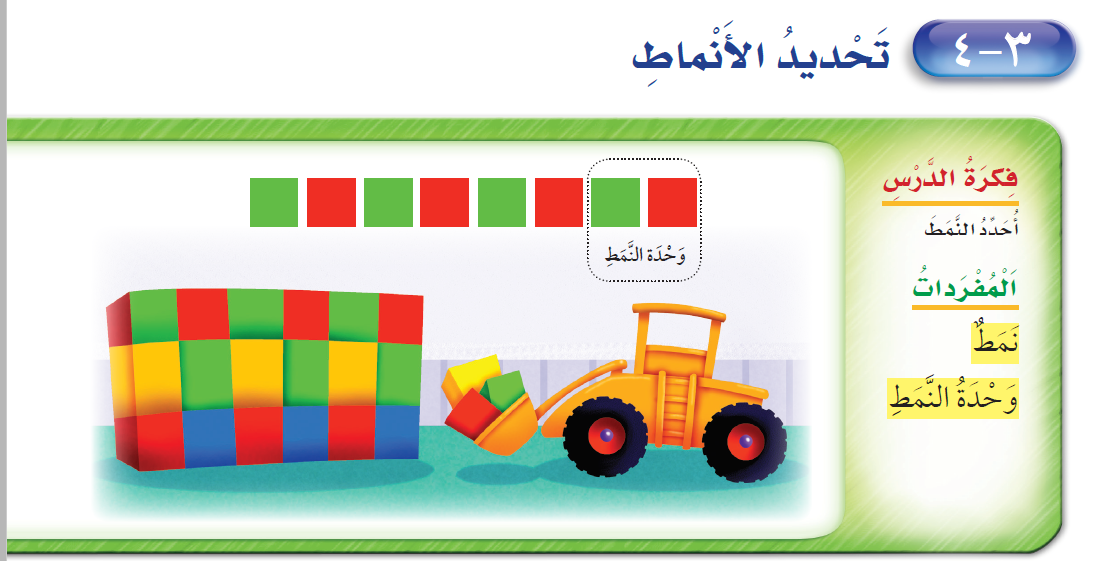 ٣-٤
تَحْديدُ الأَنْماطِ
فِكرَةُ الدَّرْسِ
أُحَدِّدُ النَّمَطَ
اَلْمُفْرَداتُ
نَمَطٌ
وَحْدَةُ النَّمَطِ
وَحْدَة النَّمَطِ